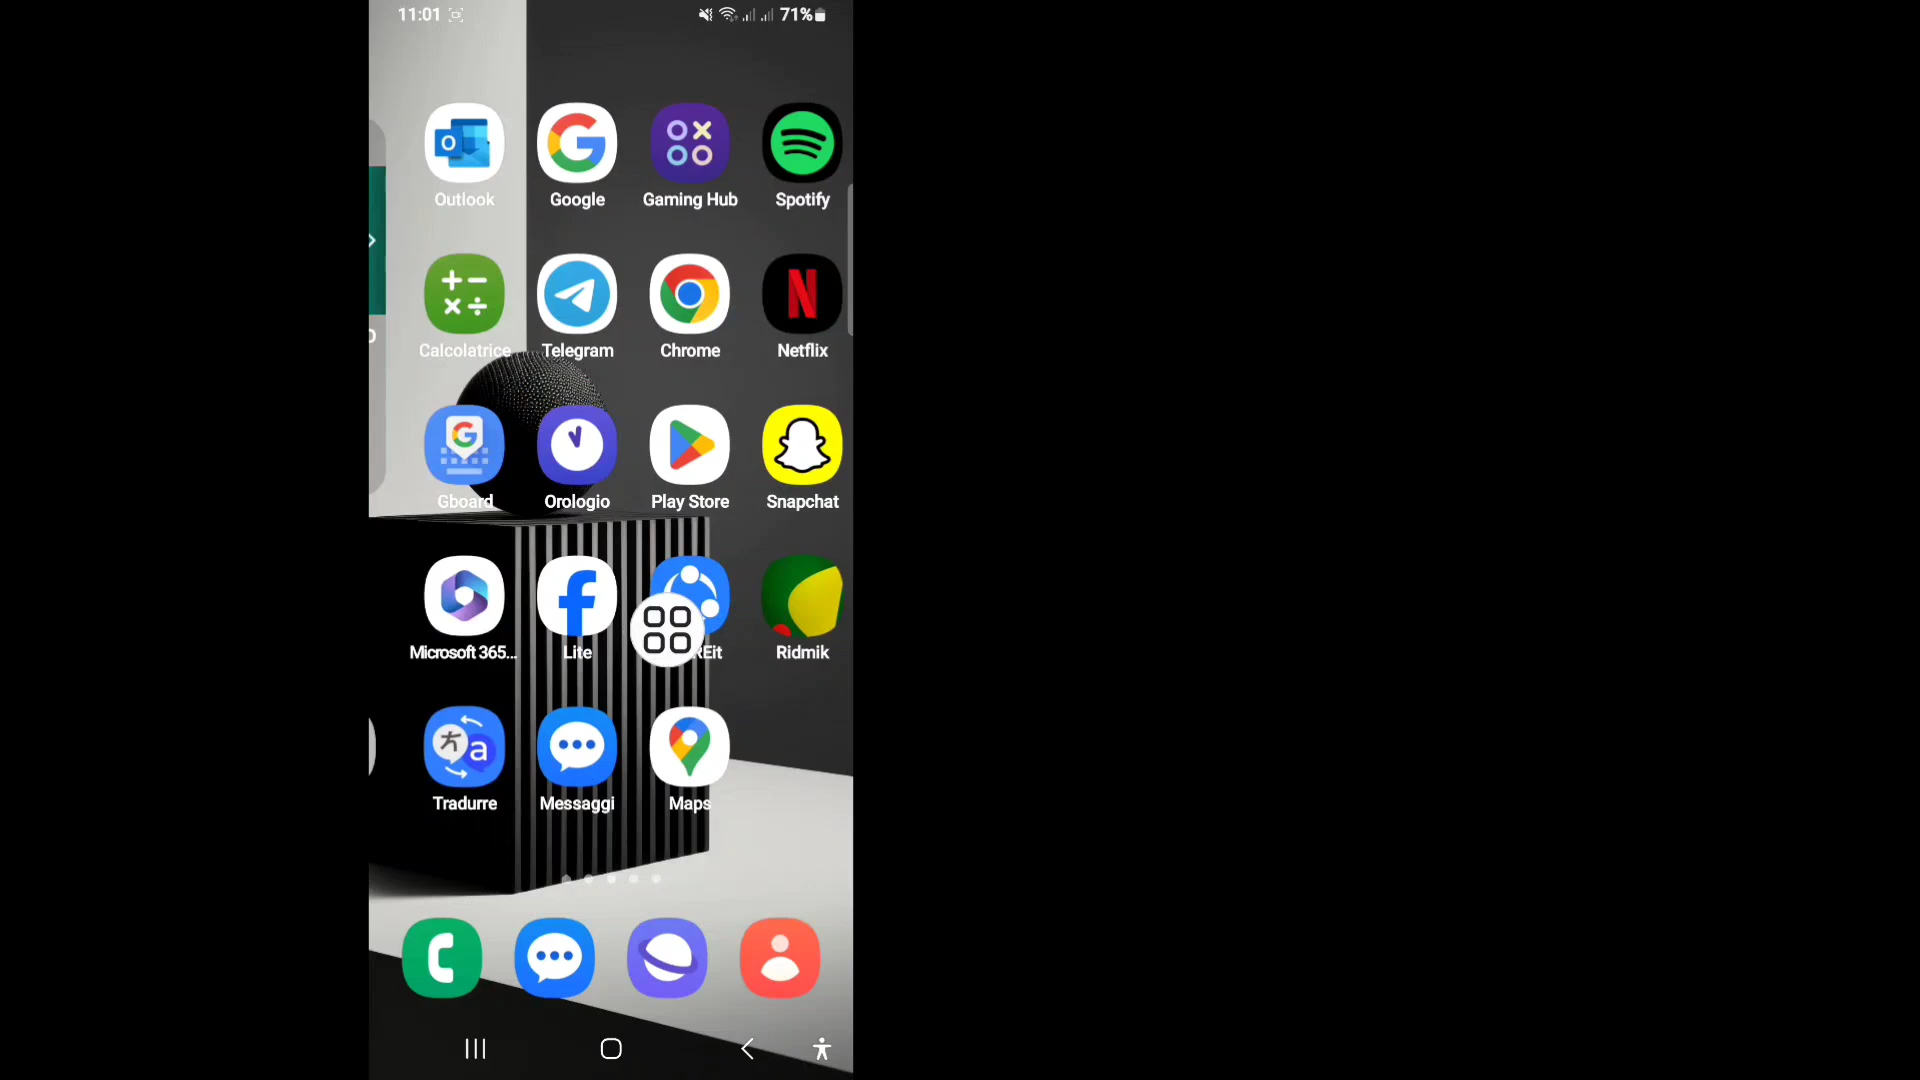 11:01 71%
Outlook Google Gaming Hub Spotify
Calcolatrice Telegram Chrome Netflix
Gboard Orologio Play Store Snapchat
Microsoft 365... Lite REit Ridmik
Tradurre Messaggi Maps